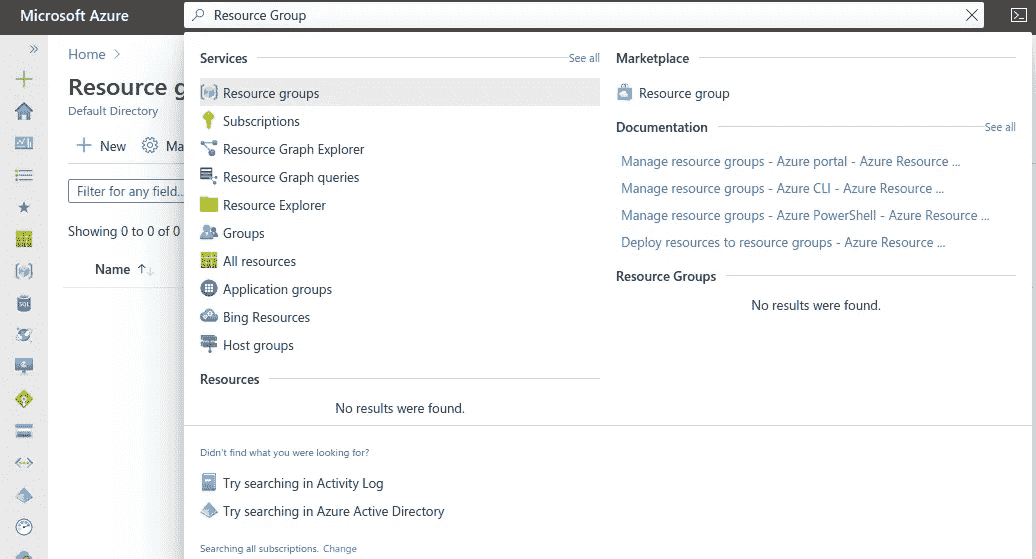 Microsoft Azure
Resource Group
Home
Resource g
Default Directory
New
Ma
Filter for any field...
Showing 0 to 0 of 0
Name
Services
See all
Resource groups
Subscriptions
Resource Graph Explorer
Resource Graph queries
Resource Explorer
Groups
All resources
Application groups
Bing Resources
Host groups
Resources
No results were found.
Marketplace
Resource group
Documentation
See all
Manage resource groups - Azure portal - Azure Resource ...
Manage resource groups - Azure CLI - Azure Resource ...
Manage resource groups - Azure PowerShell - Azure Resource ...
Deploy resources to resource groups - Azure Resource ...
Resource Groups
No results were found.
Didn't find what you were looking for?
Try searching in Activity Log
Try searching in Azure Active Directory
Searching all subscriptions. Change